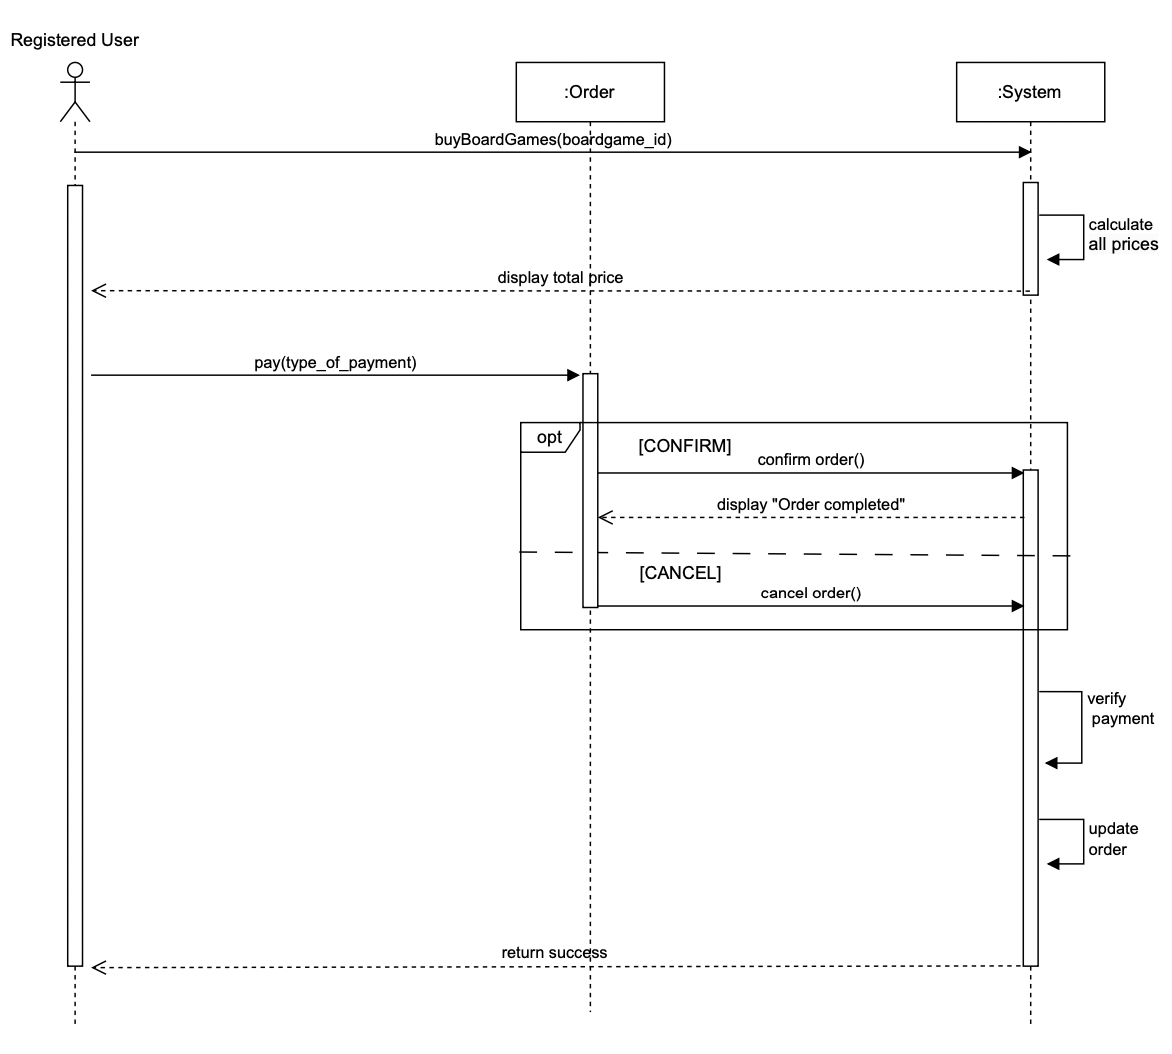 Registered User
:Order
:System
buyBoardGames(boardgame_id)
calculate
all prices
display total price
pay(type_of_payment)
opt
[CONFIRM]
confirm order()
display "Order completed"
[CANCEL]
cancel order()
verify
payment
update
order
return success